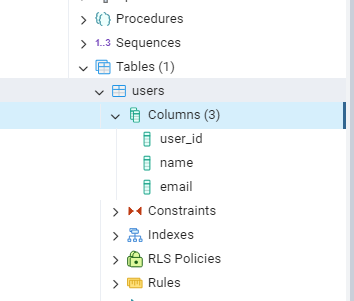 Procedures
1..3 Sequences
Tables (1)
users
Columns (3)
user_id
name
email
Constraints
Indexes
RLS Policies
Rules